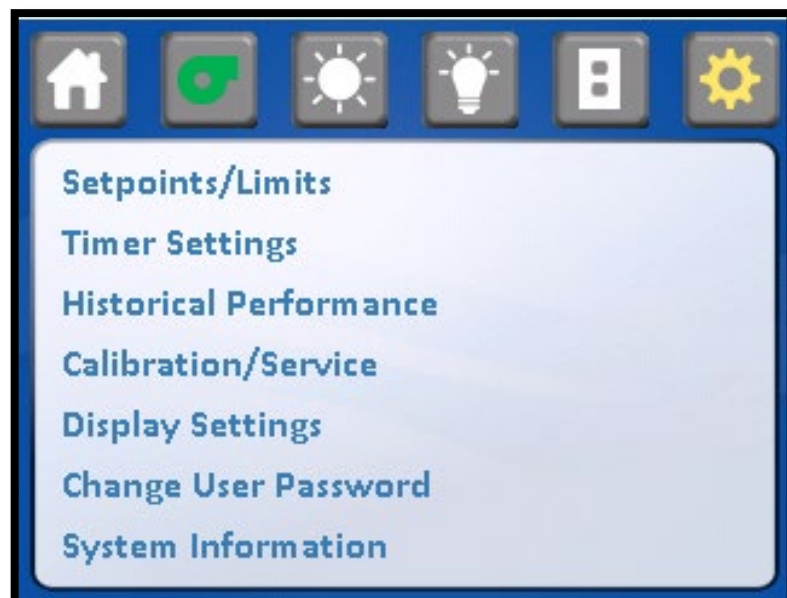 Setpoints/Limits
Timer Settings
Historical Performance
Calibration/Service
Display Settings
Change User Password
System Information